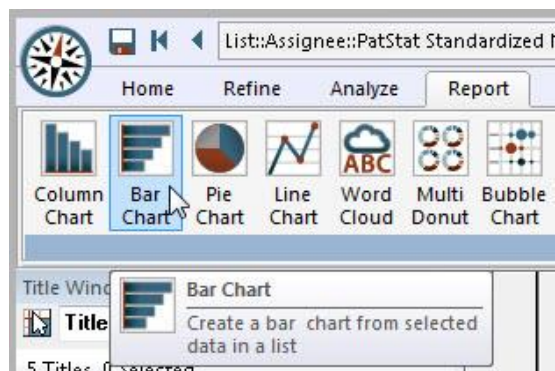 List::Assignee::PatStat Standardized
Home Refine Analyze Report
Column Chart
Bar Chart
Pie Chart
Line Chart
ABC
Word Cloud
Multi Donut
Bubble Chart
Title
Bar Chart
Title
Create a bar chart from selected
data in a list
5 Titles, 0 Selected